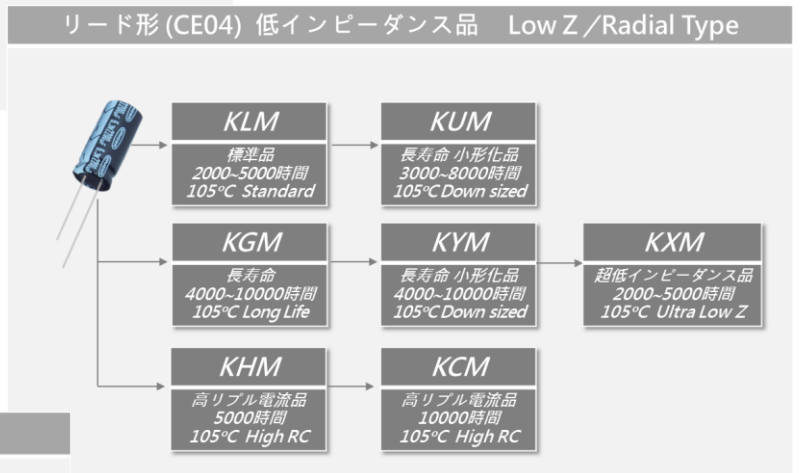 リード形 (CE04) 低インピーダンス品 Low Z /Radial Type
KLM
標準品
2000~5000時間
105℃ Standard
KUM
長寿命 小形化品
3000~8000時間
105℃ Down sized
KGM
長寿命
4000~10000時間
105℃ Long Life
KYM
長寿命 小形化品
4000~10000時間
105℃ Down sized
KXM
超低インピーダンス品
2000~5000時間
105℃ Ultra Low Z
KHM
高リプル電流品
5000時間
105℃ High RC
KCM
高リプル電流品
10000時間
105℃ High RC